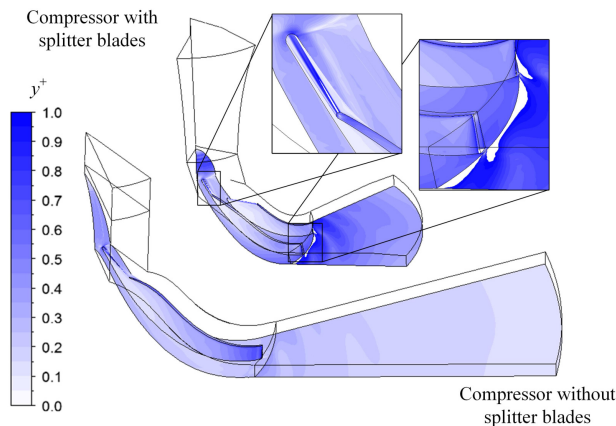 Compressor with
splitter blades
y+
1.0
0.9
0.8
0.7
0.6
0.5
0.4
0.3
0.2
0.1
0.0
Compressor without
splitter blades